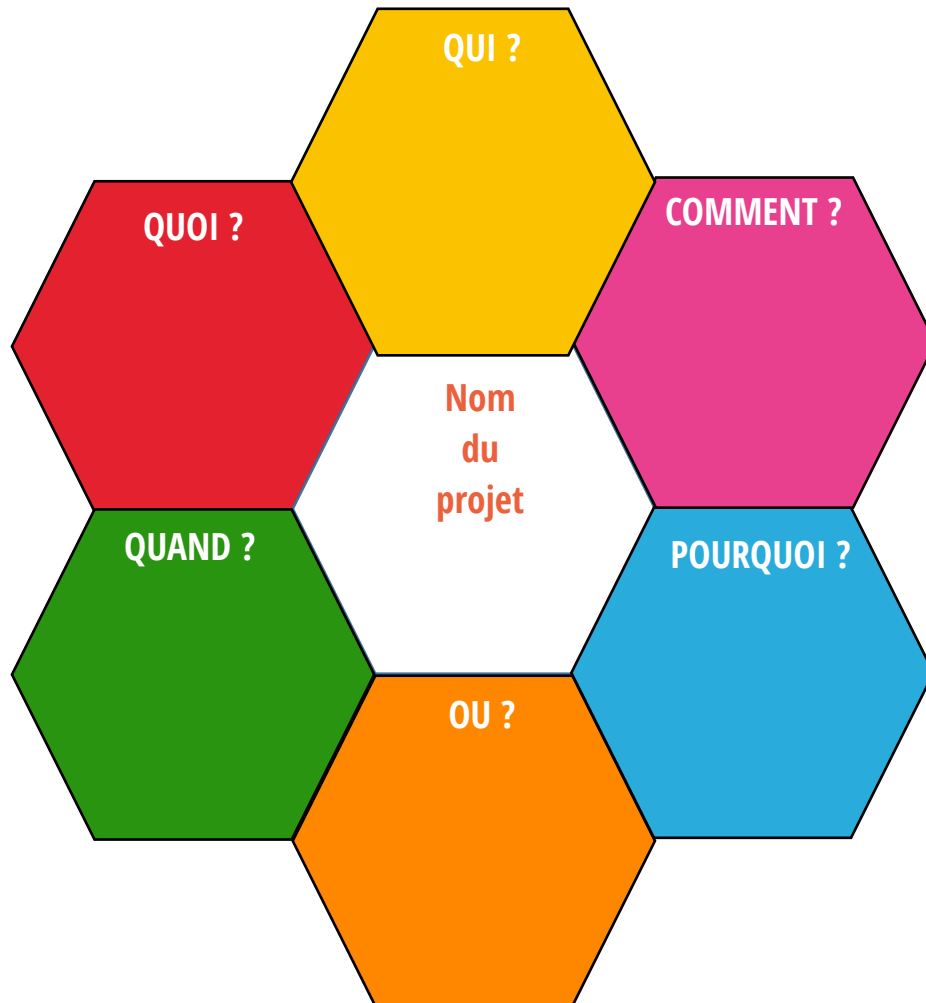 QUI ?
COMMENT ?
QUOI ?
Nom
du
projet
QUAND ?
POURQUOI ?
OU ?